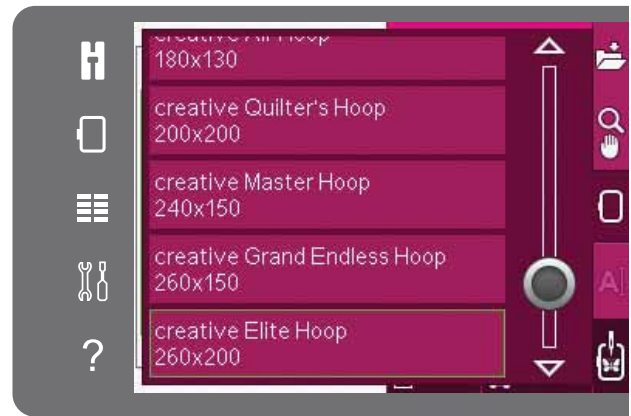 180x130
creative Quilter's Hoop
200x200
creative Master Hoop
240x150
creative Grand Endless Hoop
260x150
creative Elite Hoop
260x200
?
A